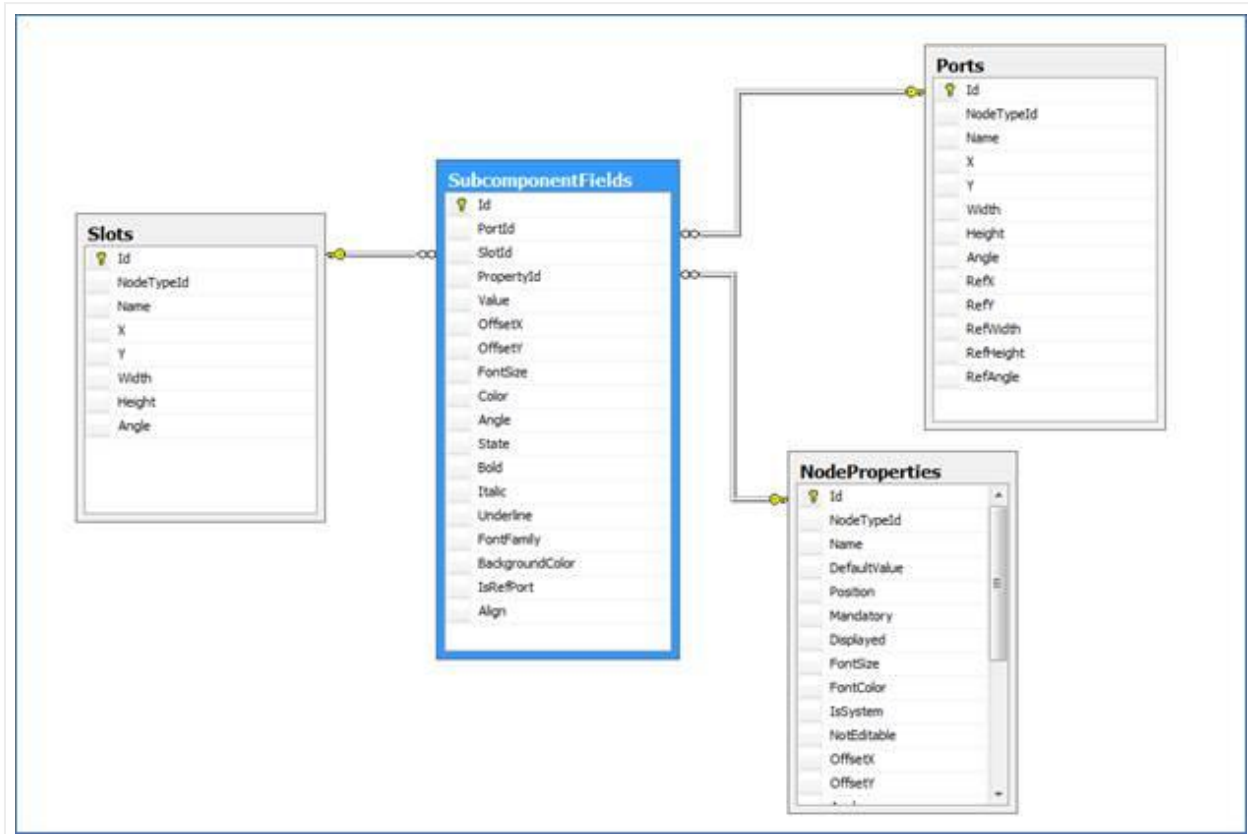 Slots
Id
NodeTypeId
Name
X
Y
Width
Height
Angle
SubcomponentFields
Id
PortId
SlotId
PropertyId
Value
OffsetX
OffsetY
FontSize
Color
Angle
State
Bold
Italic
Underline
FontFamily
BackgroundColor
IsRefPort
Align
Ports
Id
NodeTypeId
Name
X
Y
Width
Height
Angle
RefX
RefY
RefWidth
RefHeight
RefAngle
NodeProperties
Id
NodeTypeId
Name
DefaultValue
Position
Mandatory
Displayed
FontSize
FontColor
IsSystem
NotEditable
OffsetX
OffsetY